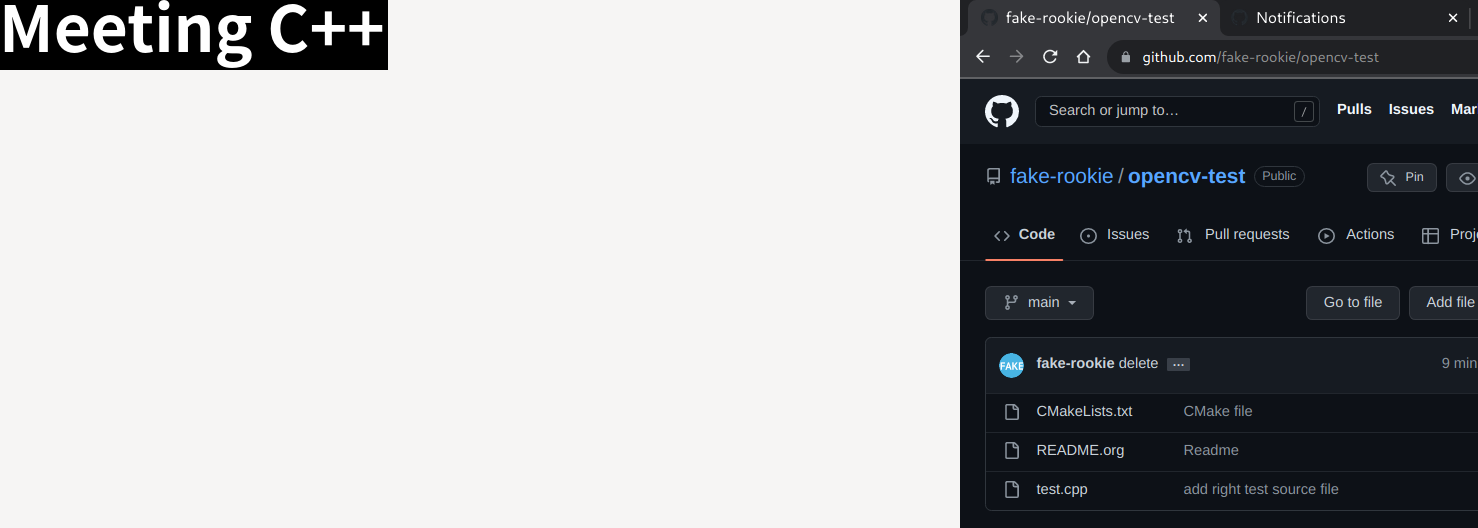 Meeting C++
fake-rookie/opencv-test
Notifications
github.com/fake-rookie/opencv-test
Search or jump to… /
Pulls Issues Mar
fake-rookie / opencv-test Public
Pin
Code Issues Pull requests Actions Proj
main
Go to file Add file
FAKE fake-rookie delete ... 9 min
CMakeLists.txt CMake file
README.org Readme
test.cpp add right test source file